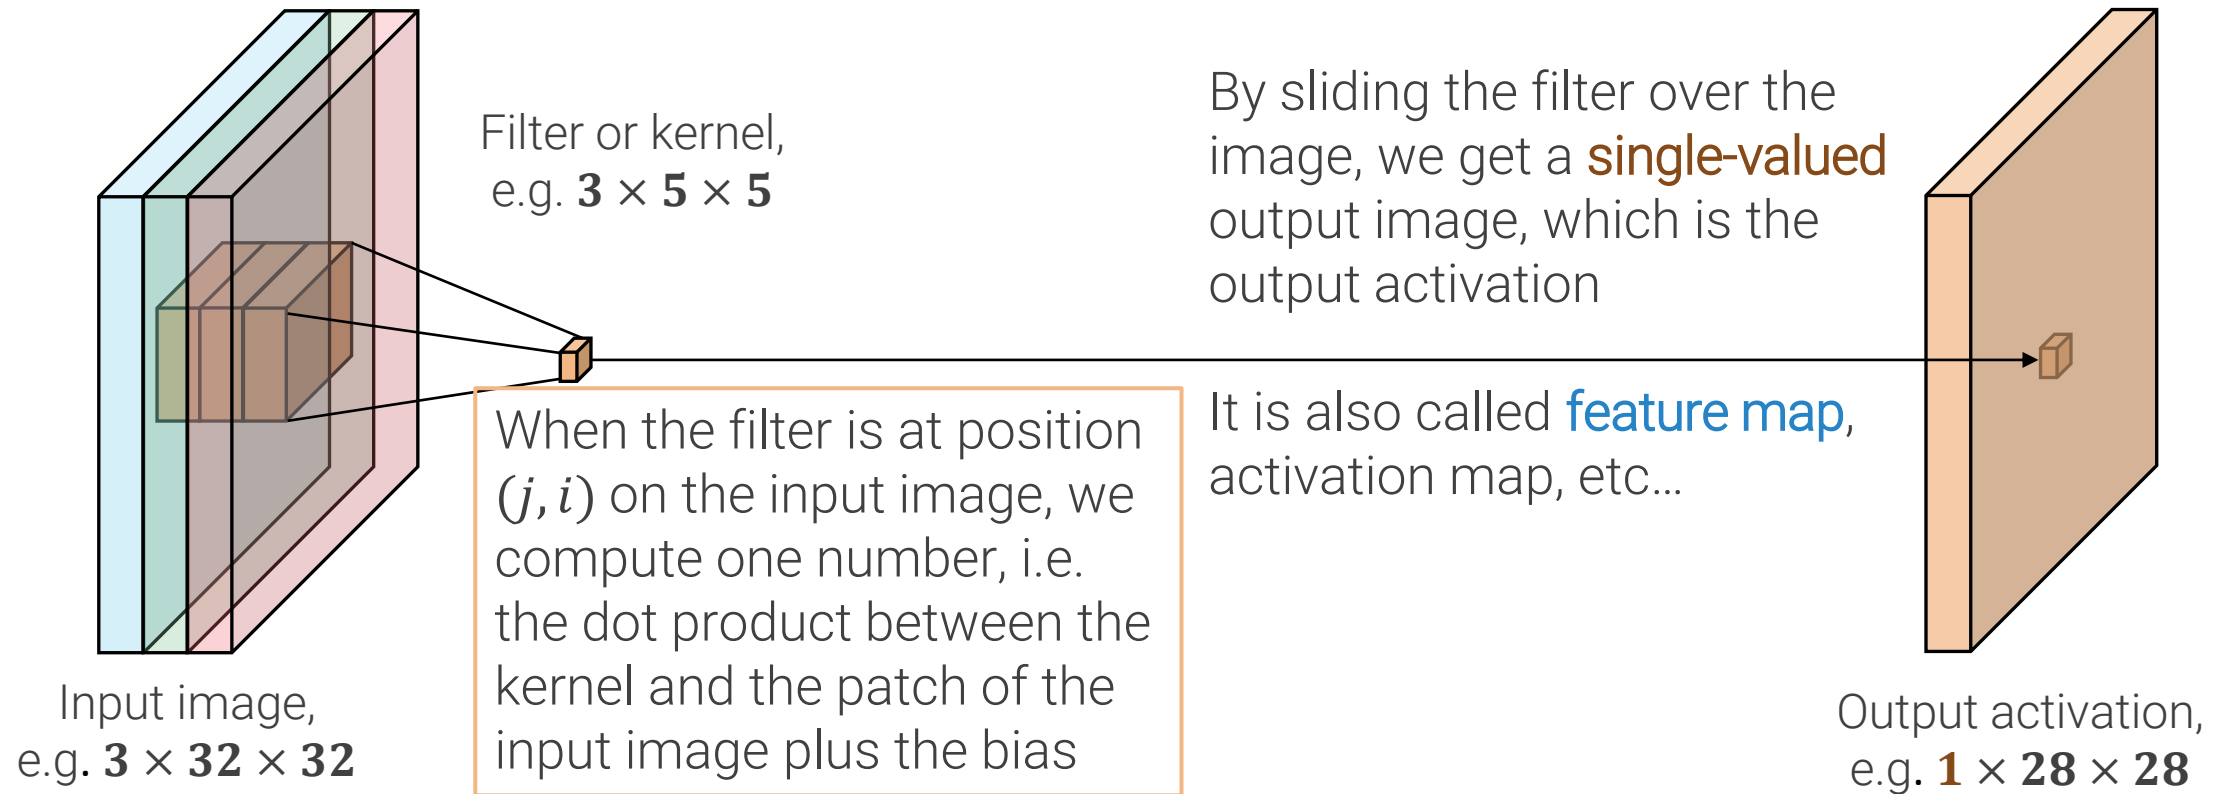 Filter or kernel,
e.g. 3 × 5 × 5
By sliding the filter over the
image, we get a single-valued
output image, which is the
output activation
When the filter is at position
(j, i) on the input image, we
compute one number, i.e.
the dot product between the
kernel and the patch of the
input image plus the bias
It is also called feature map,
activation map, etc…
Input image,
e.g. 3 × 32 × 32
Output activation,
e.g. 1 × 28 × 28